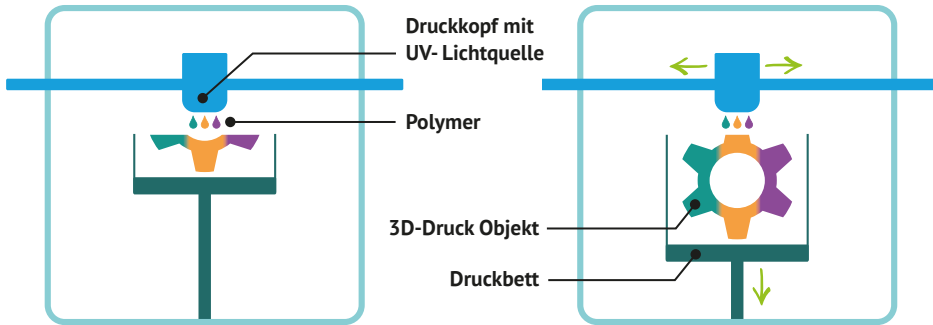 Druckkopf mit
UV- Lichtquelle
Polymer
3D-Druck Objekt
Druckbett